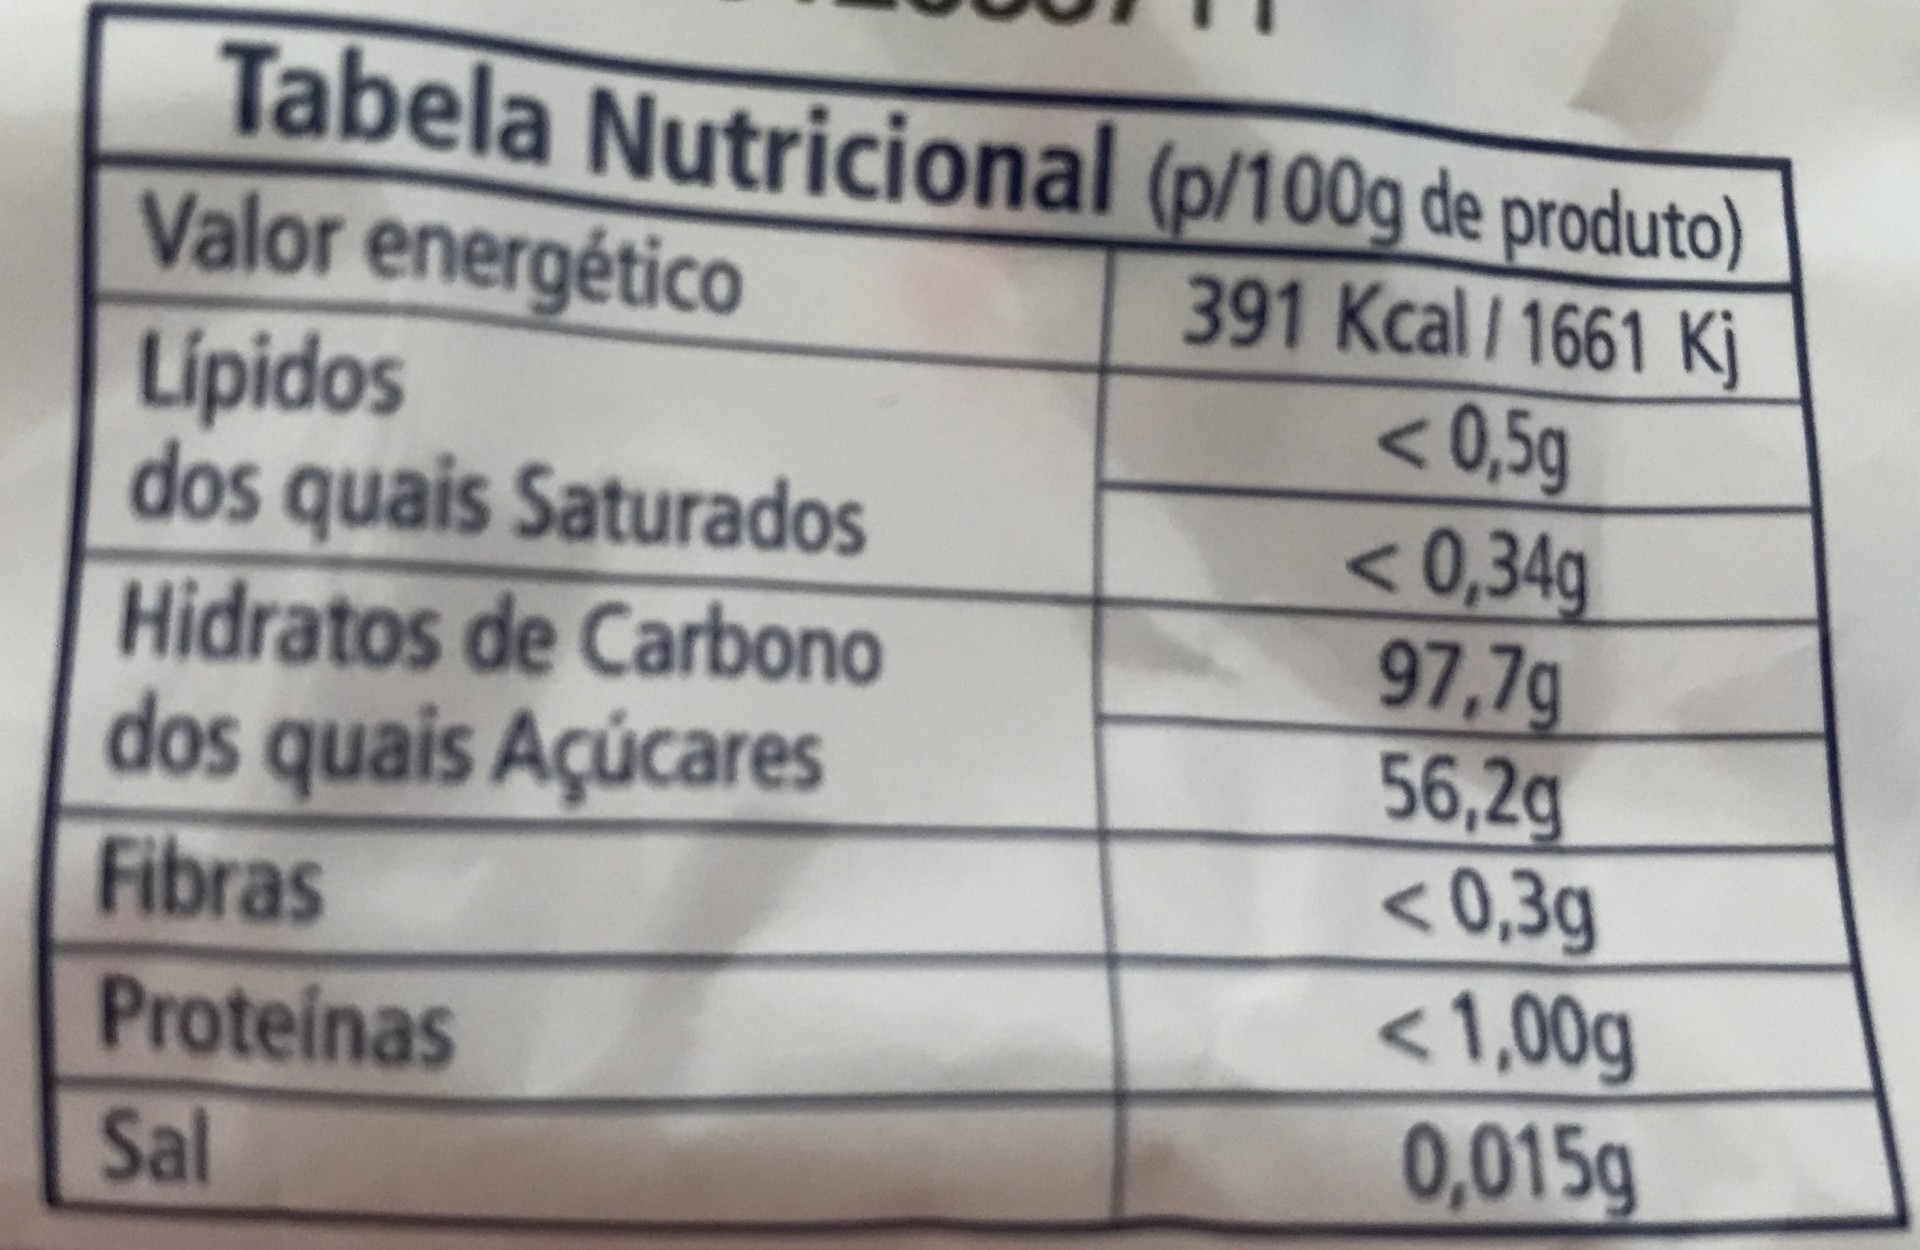 Tabela Nutricional (p/100g de produto)
Valor energético 391 Kcal / 1661 Kj
Lípidos < 0,5g
dos quais Saturados < 0,34g
Hidratos de Carbono 97,7g
dos quais Açúcares 56,2g
Fibras < 0,3g
Proteínas < 1,00g
Sal 0,015g